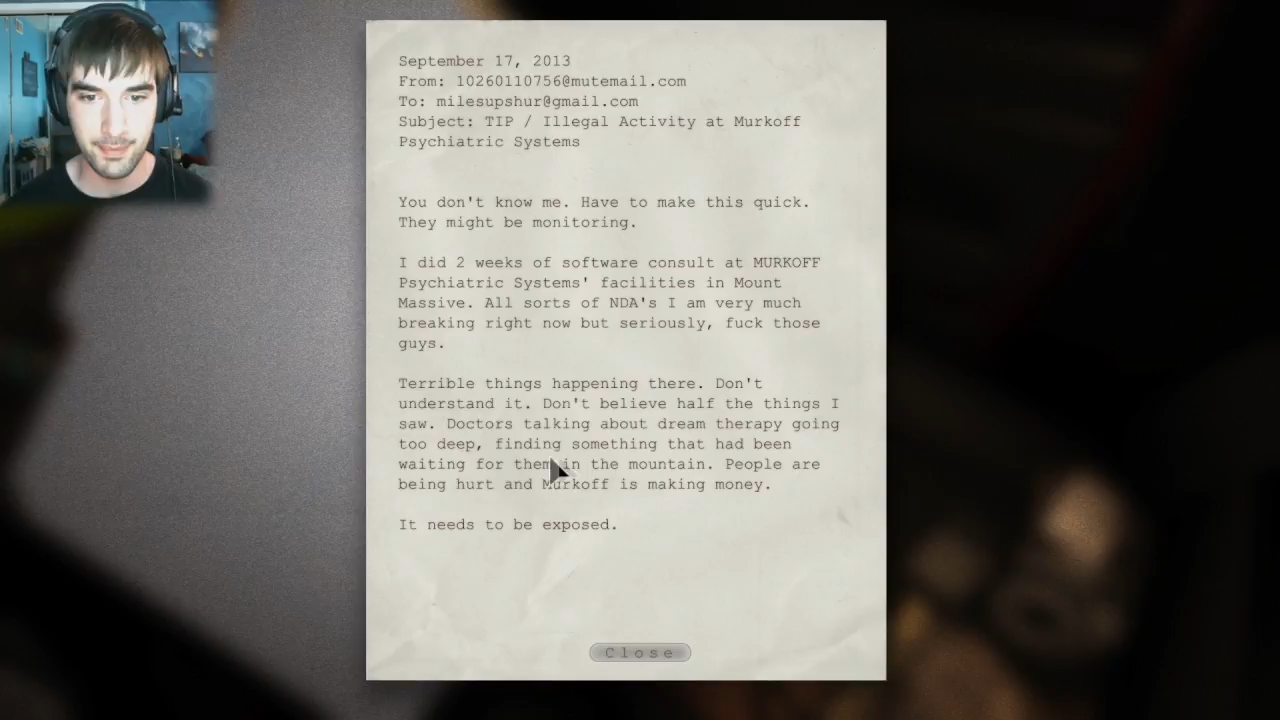 September 17, 2013
From: 10260110756@mutemail.com
To: milesupshur@gmail.com
Subject: TIP / Illegal Activity at Murkoff
Psychiatric Systems
You don't know me. Have to make this quick.
They might be monitoring.
I did 2 weeks of software consult at MURKOFF
Psychiatric Systems' facilities in Mount
Massive. All sorts of NDA's I am very much
breaking right now but seriously, fuck those
guys.
Terrible things happening there. Don't
understand it. Don't believe half the things I
saw. Doctors talking about dream therapy going
too deep, finding something that had been
waiting for them in the mountain. People are
being hurt and Murkoff is making money.
It needs to be exposed.
Close